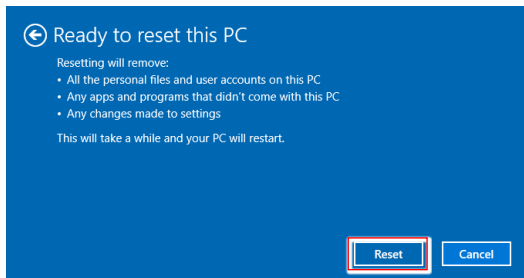 Ready to reset this PC
Resetting will remove:
• All the personal files and user accounts on this PC
• Any apps and programs that didn't come with this PC
• Any changes made to settings
This will take a while and your PC will restart.
Reset
Cancel